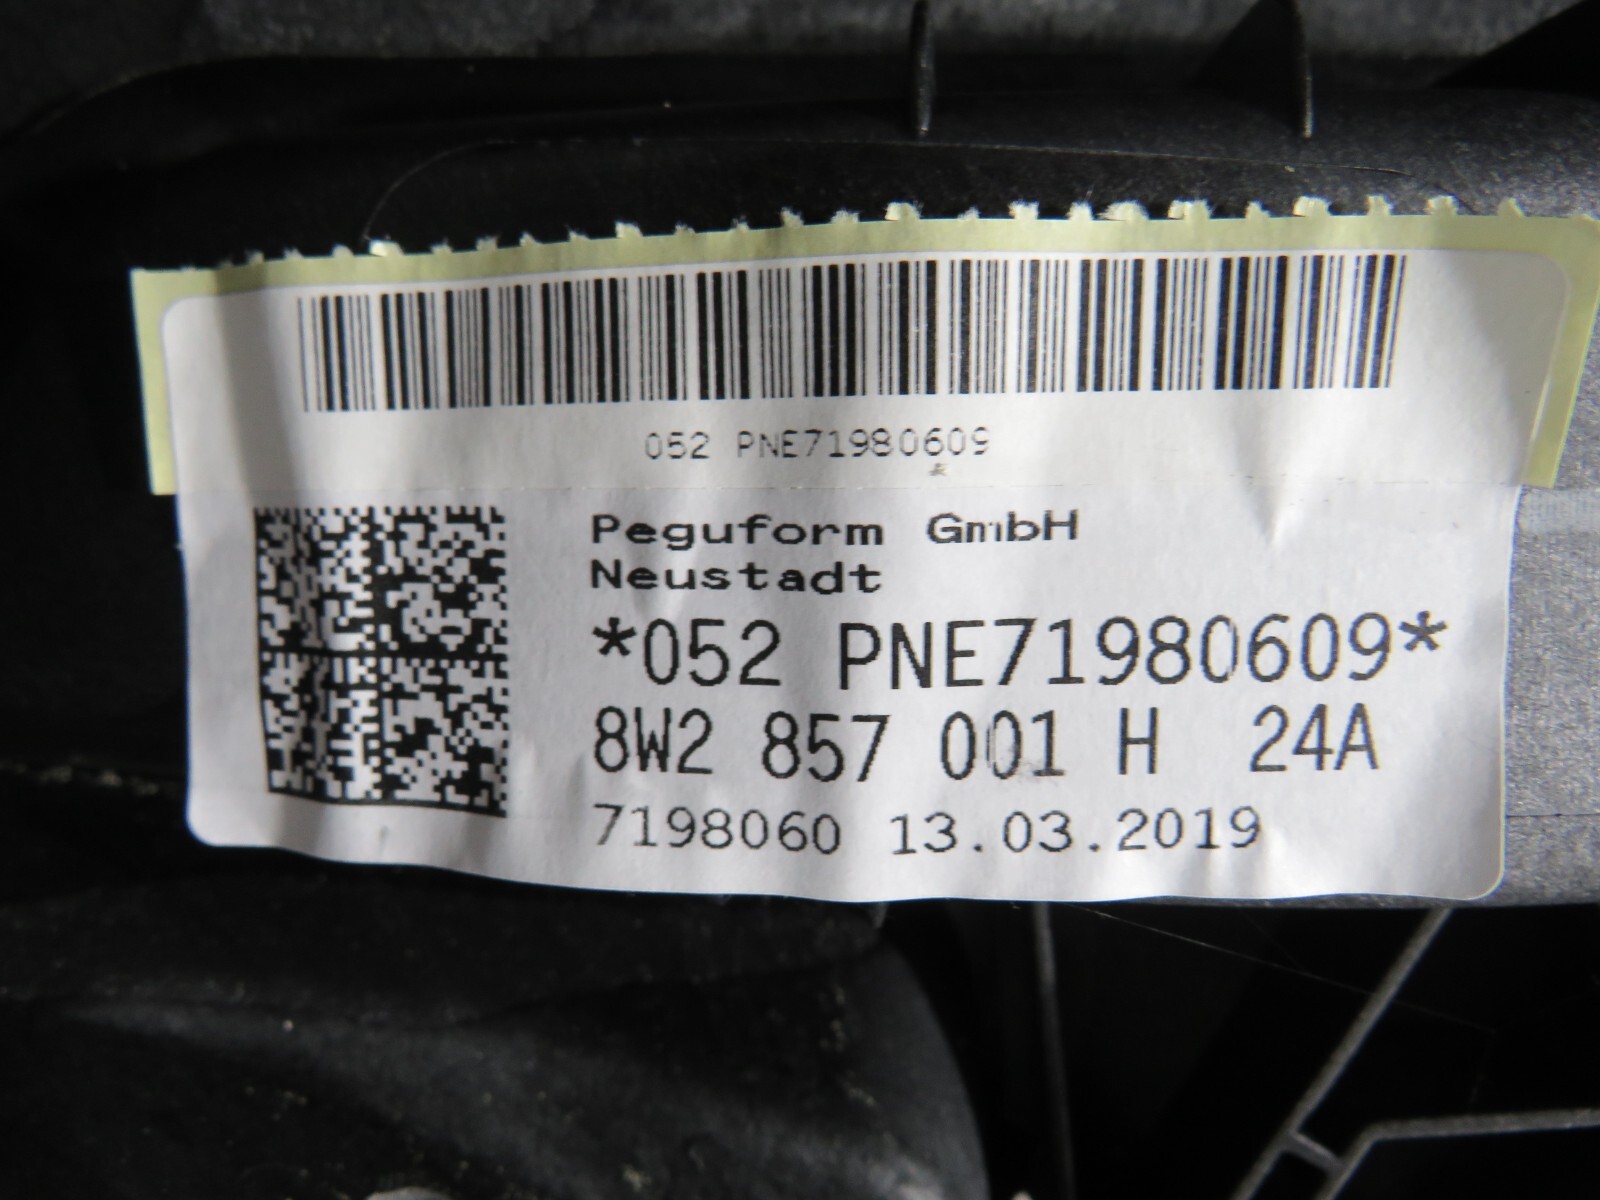 052 PNE71980609
Peguform GmbH
Neustadt
*052 PNE71980609*
8W2 857 001 H 24A
7198060 13.03.2019